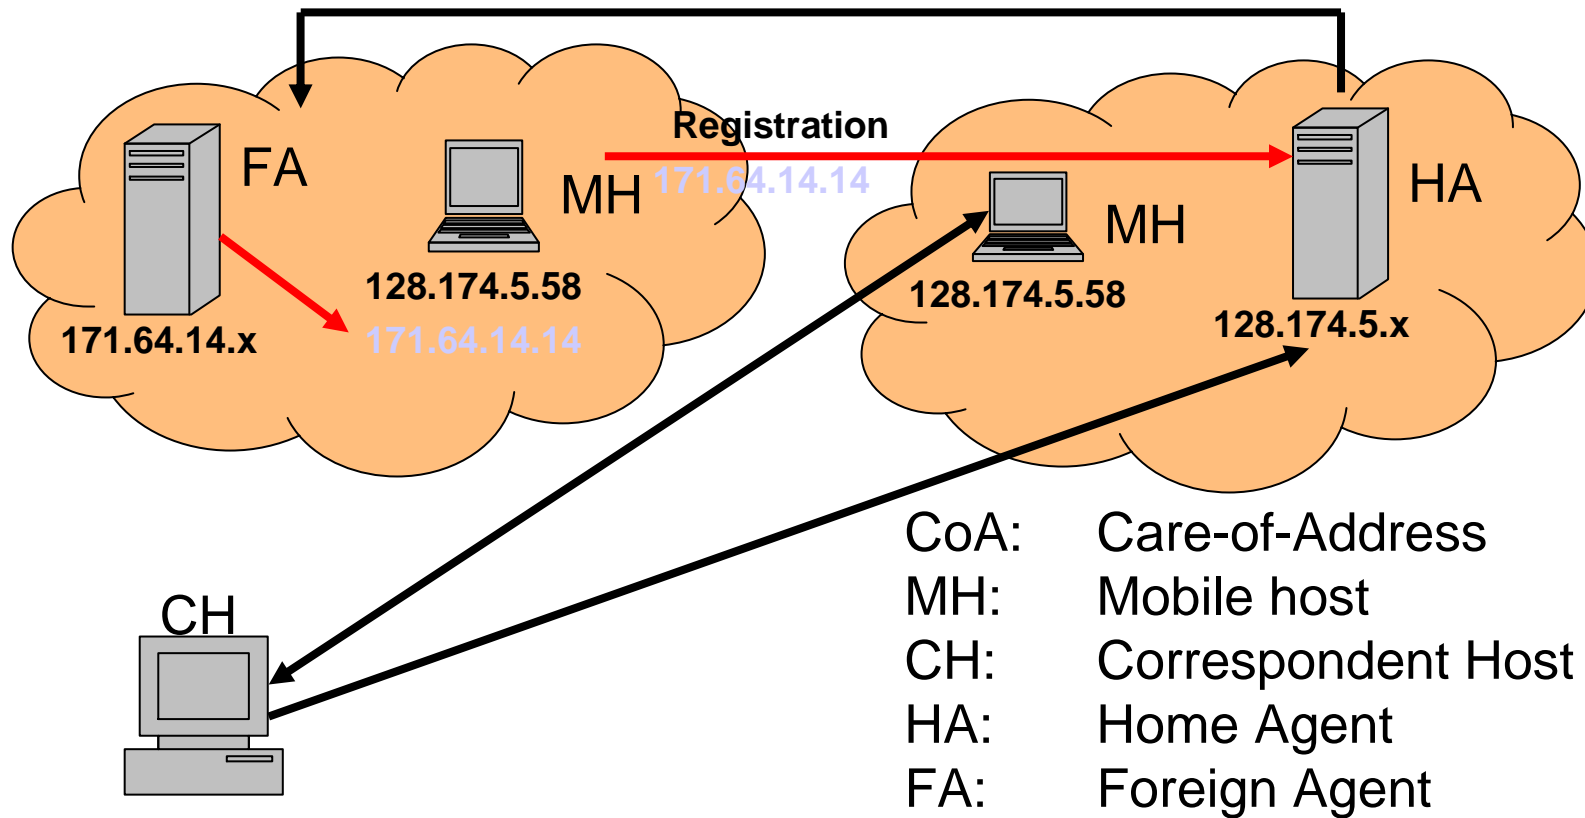 Registration
171.64.14.14
FA
MH
128.174.5.58
171.64.14.14
171.64.14.x
MH
128.174.5.58
HA
128.174.5.x
CH
CoA: Care-of-Address
MH: Mobile host
CH: Correspondent Host
HA: Home Agent
FA: Foreign Agent